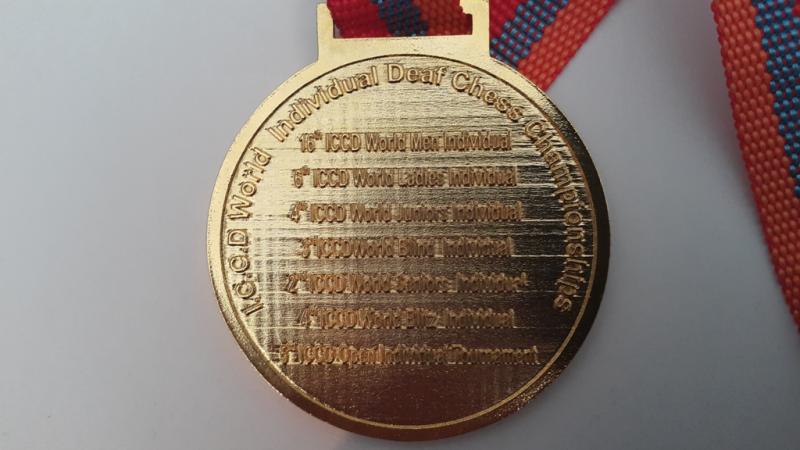 I.C.C.D World Individual Deaf Chess Championships
16th ICCD World Men Individual
6th ICCD World Ladies Individual
4th ICCD World Juniors Individual
3rd ICCD World Blind Individual
2nd ICCD World Seniors Individual
4th ICCD World Blitz Individual
ICCD Open Individual Tournament